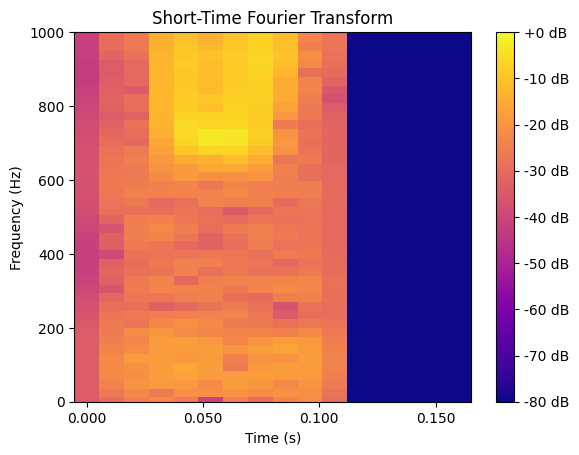 Short-Time Fourier Transform
1000
800
600
400
200
0
Frequency (Hz)
0.000
0.050
0.100
0.150
Time (s)
+0 dB
-10 dB
-20 dB
-30 dB
-40 dB
-50 dB
-60 dB
-70 dB
-80 dB